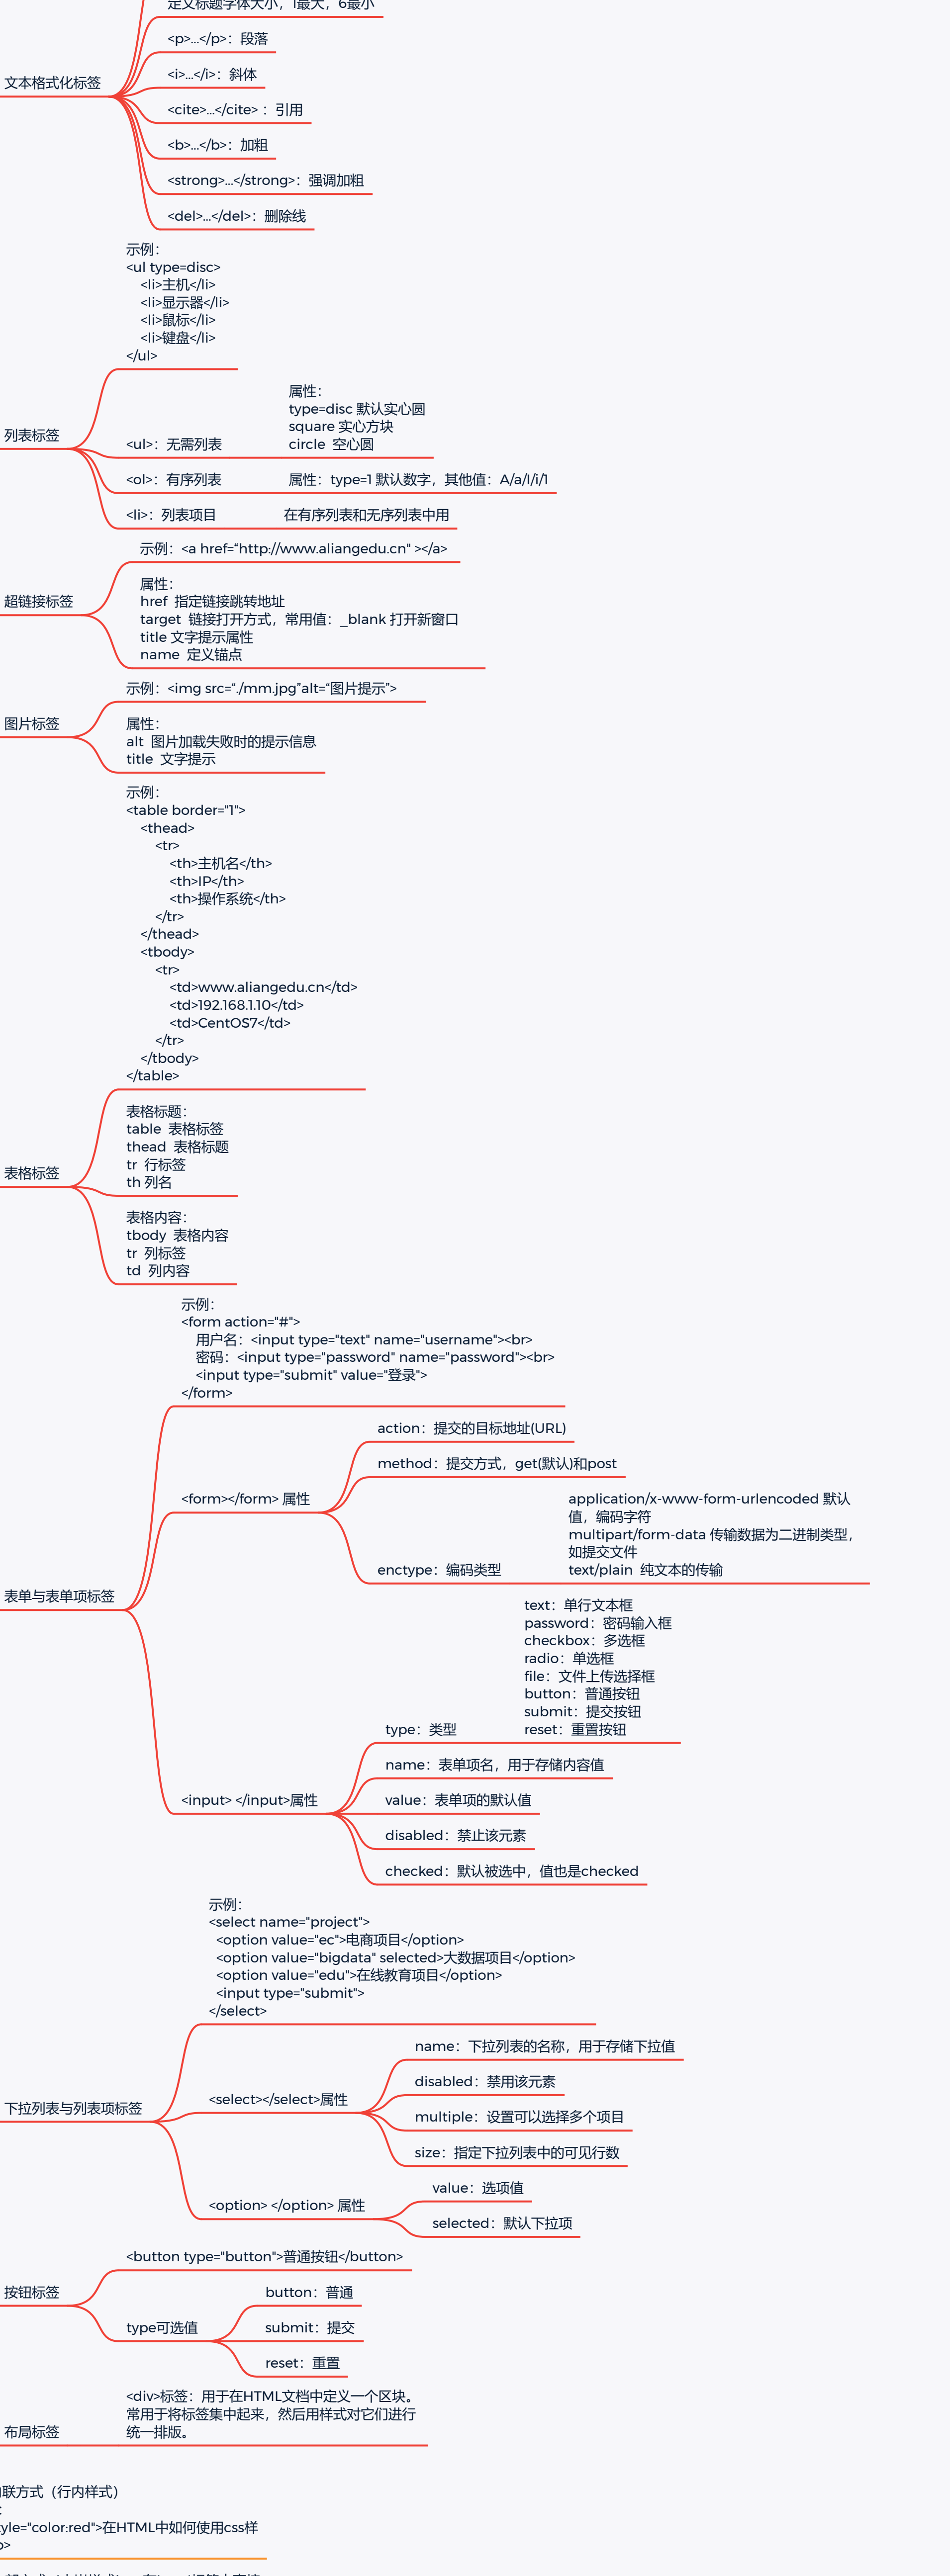 定义标题字体大小，1最大，6最小
<p>...</p>：段落
文本格式化标签
<i>...</i>：斜体
<cite>...</cite>：引用
<b>...</b>：加粗
<strong>...</strong>：强调加粗
<del>...</del>：删除线
示例：
<ul type=disc>
<li>主机</li>
<li>显示器</li>
<li>鼠标</li>
<li>键盘</li>
</ul>
列表标签
<ul>：无需列表
属性：
type=disc 默认实心圆
square 实心方块
circle 空心圆
<ol>：有序列表
属性：type=1 默认数字，其他值：A/a/I/i/1
<li>：列表项目
在有序列表和无序列表中用
超链接标签
示例：<a href=“http://www.aliangedu.cn" ></a>
属性：
href 指定链接跳转地址
target 链接打开方式，常用值：_blank 打开新窗口
title 文字提示属性
name 定义锚点
图片标签
示例：<img src=“./mm.jpg”alt=“图片提示”>
属性：
alt 图片加载失败时的提示信息
title 文字提示
示例：
<table border="1">
<thead>
<tr>
<th>主机名</th>
<th>IP</th>
<th>操作系统</th>
</tr>
</thead>
<tbody>
<tr>
<td>www.aliangedu.cn</td>
<td>192.168.1.10</td>
<td>CentOS7</td>
</tr>
</tbody>
</table>
表格标签
表格标题：
table 表格标签
thead 表格标题
tr 行标签
th 列名
表格内容：
tbody 表格内容
tr 列标签
td 列内容
示例：
<form action="#">
用户名：<input type="text" name="username"><br>
密码：<input type="password" name="password"><br>
<input type="submit" value="登录">
</form>
表单与表单项标签
<form></form> 属性
action：提交的目标地址(URL)
method：提交方式，get(默认)和post
enctype：编码类型
application/x-www-form-urlencoded 默认
值，编码字符
multipart/form-data 传输数据为二进制类型，
如提交文件
text/plain 纯文本的传输
<input> </input>属性
type：类型
text：单行文本框
password：密码输入框
checkbox：多选框
radio：单选框
file：文件上传选择框
button：普通按钮
submit：提交按钮
reset：重置按钮
name：表单项名，用于存储内容值
value：表单项的默认值
disabled：禁止该元素
checked：默认被选中，值也是checked
示例：
<select name="project">
<option value="ec">电商项目</option>
<option value="bigdata" selected>大数据项目</option>
<option value="edu">在线教育项目</option>
<input type="submit">
</select>
下拉列表与列表项标签
<select></select>属性
name：下拉列表的名称，用于存储下拉值
disabled：禁用该元素
multiple：设置可以选择多个项目
size：指定下拉列表中的可见行数
<option> </option> 属性
value：选项值
selected：默认下拉项
按钮标签
<button type="button">普通按钮</button>
type可选值
button：普通
submit：提交
reset：重置
布局标签
<div>标签：用于在HTML文档中定义一个区块。
常用于将标签集中起来，然后用样式对它们进行
统一排版。
联方式（行内样式）
：
yle="color:red">在HTML中如何使用css样
>